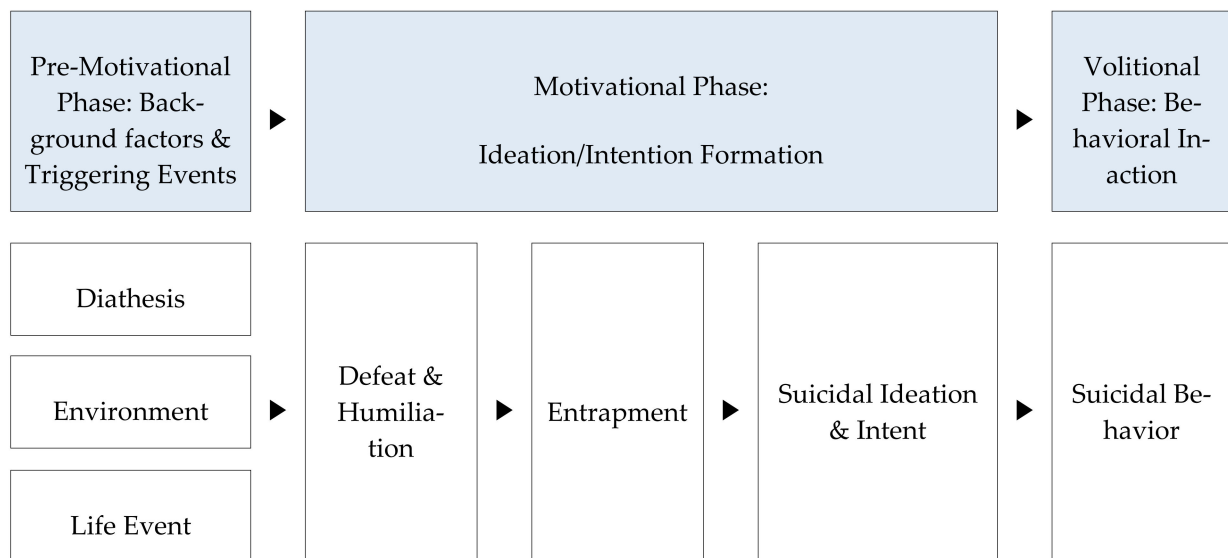 Pre-Motivational
Phase: Back-
ground factors &
Triggering Events
Motivational Phase:
Ideation/Intention Formation
Volitional
Phase: Be-
havioral In-
action
Diathesis
Environment
Life Event
Defeat &
Humilia-
tion
Entrapment
Suicidal Ideation
& Intent
Suicidal Be-
havior